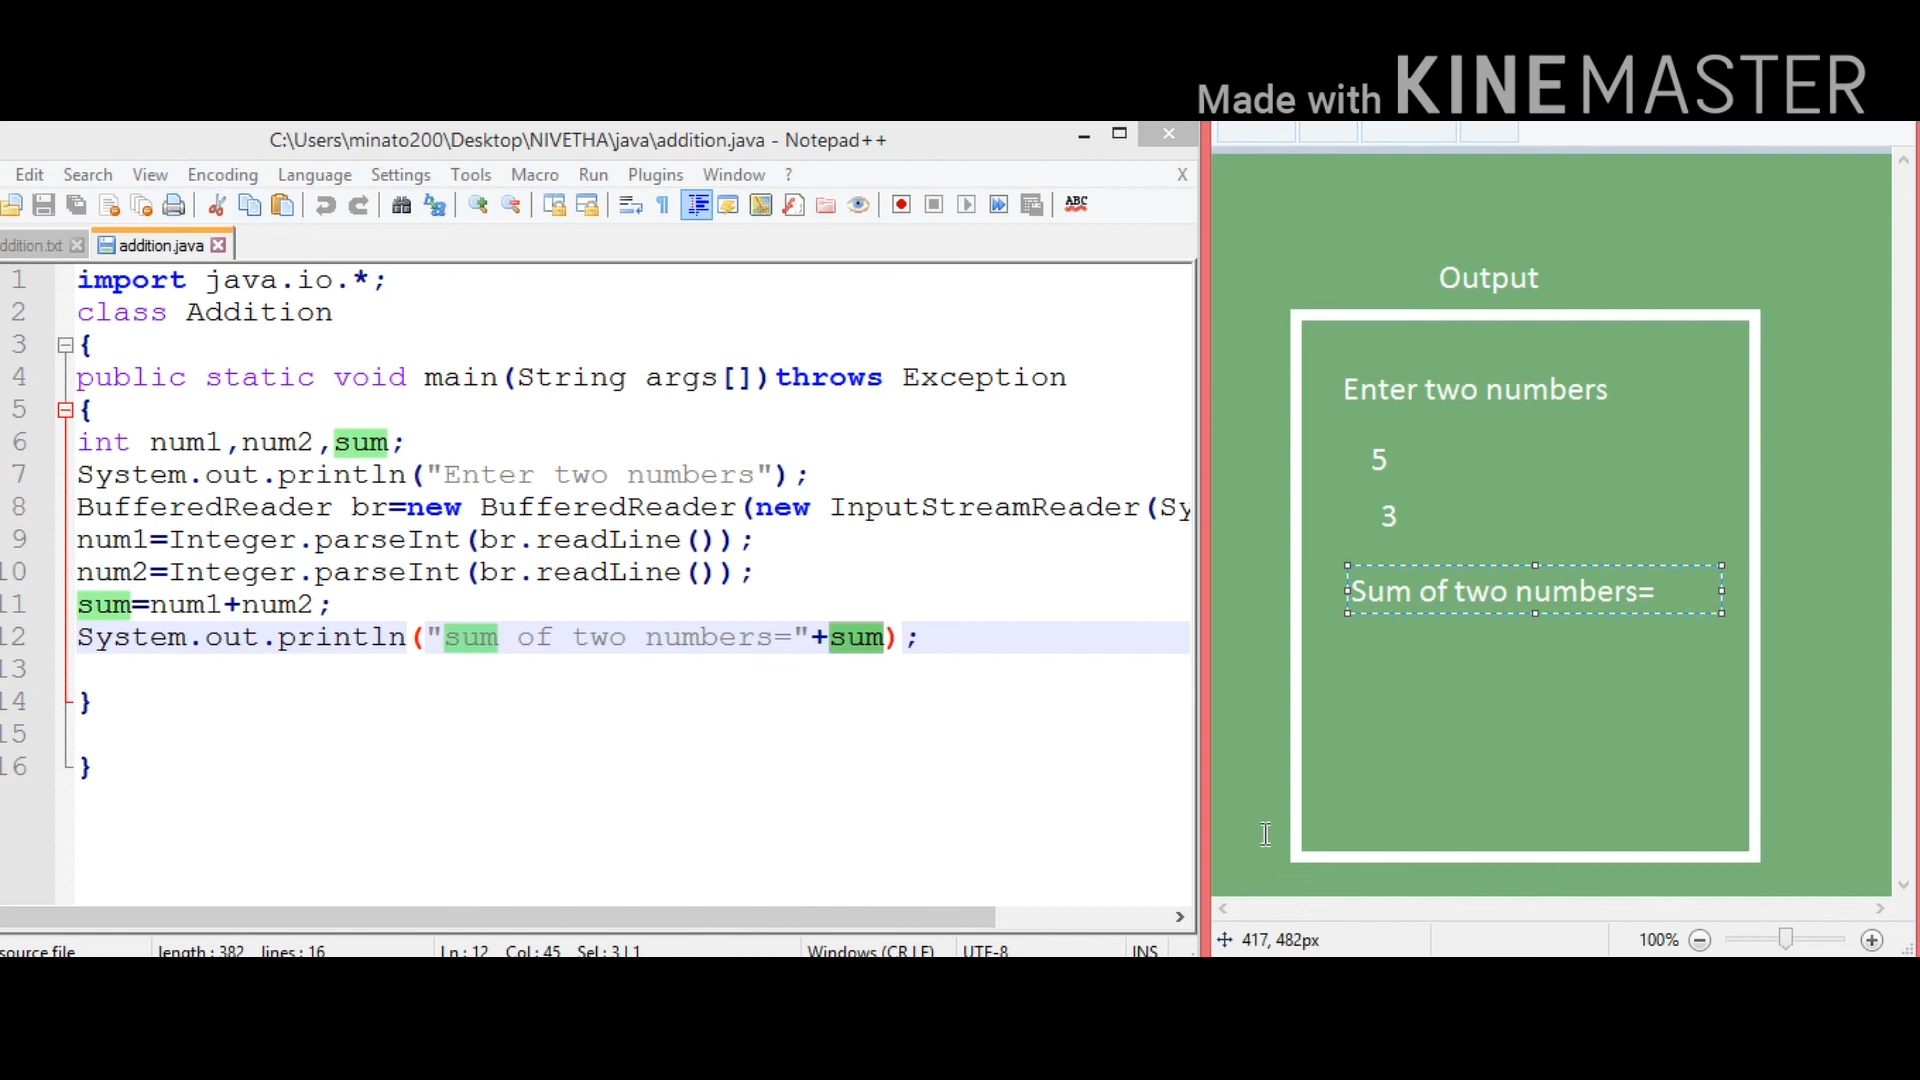 Made with KINEMASTER
C:\Users\minato200\Desktop\NIVETHA\java\addition.java - Notepad++
Edit Search View Encoding Language Settings Tools Macro Run Plugins Window ? X
ABC
ddition.txt addition.java
1 import java.io.*;
2 class Addition
3 {
4 public static void main(String args[])throws Exception
5 {
6 int num1,num2,sum;
7 System.out.println("Enter two numbers");
8 BufferedReader br=new BufferedReader(new InputStreamReader(Sy
9 num1=Integer.parseInt(br.readLine());
10 num2=Integer.parseInt(br.readLine());
11 sum=num1+num2;
12 System.out.println("sum of two numbers="+sum);
13
14 }
15
16 }
source file length : 382 lines : 16 Ln : 12 Col : 45 Sel : 3 | 1 Windows (CR LF) UTF-8 INS
Output
Enter two numbers
5
3
Sum of two numbers=
417, 482px 100%